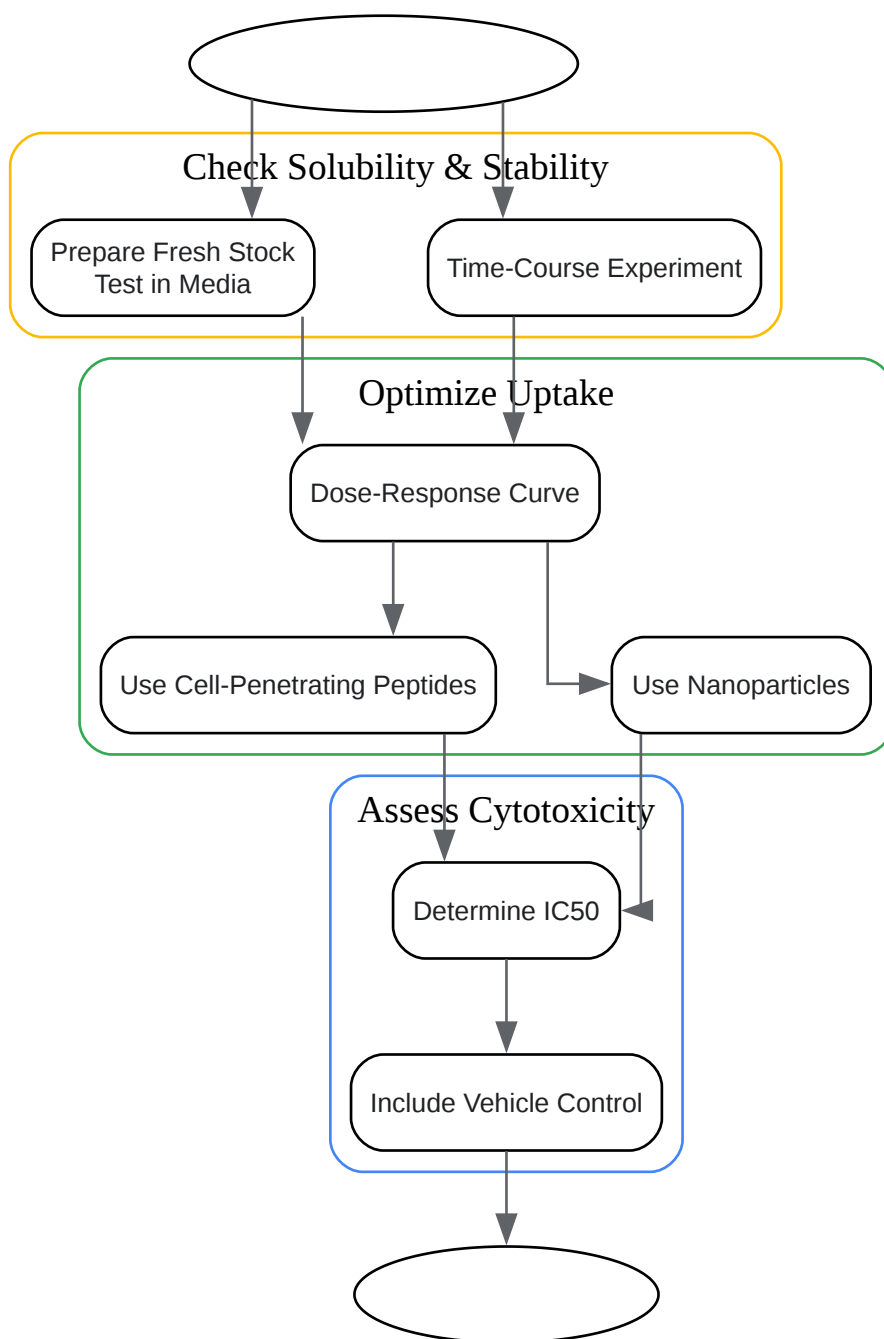 Check Solubility & Stability
Prepare Fresh Stock
Test in Media
Time-Course Experiment
Optimize Uptake
Dose-Response Curve
Use Cell-Penetrating Peptides
Use Nanoparticles
Assess Cytotoxicity
Determine IC50
Include Vehicle Control